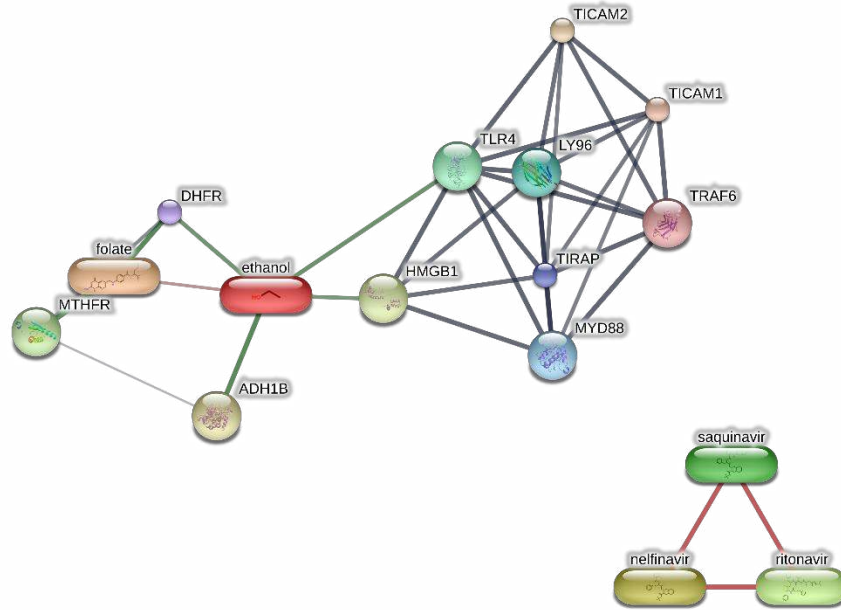 TICAM2
TICAM1
TLR4
LY96
TRAF6
DHFR
folate
ethanol
HMGB1
TIRAP
MTHFR
MYD88
ADH1B
saquinavir
nelfinavir
ritonavir